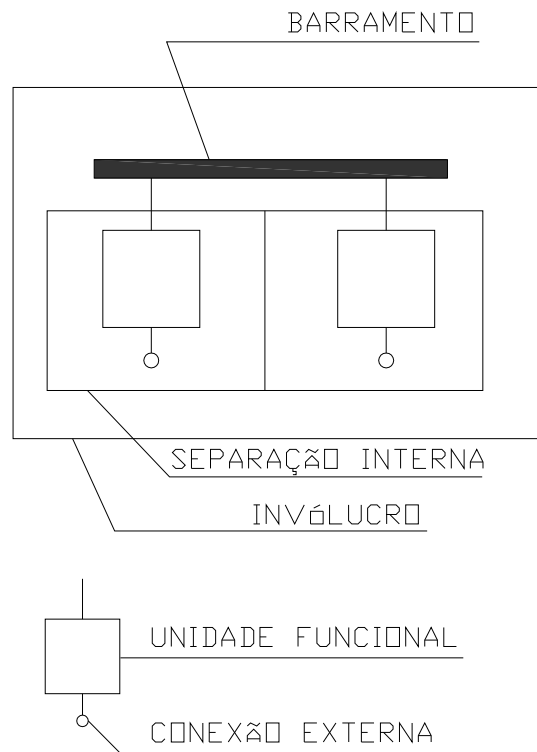 BARRAMENTO
SEPARAÇÃO INTERNA
INVóLUCRO
UNIDADE FUNCIONAL
CONEXÃO EXTERNA